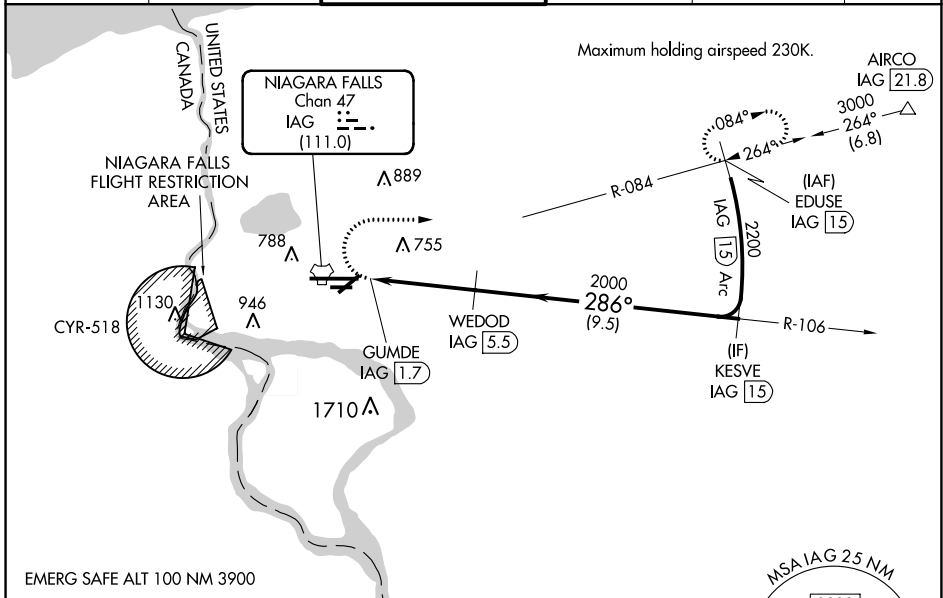 UNITED STATES
CANADA
Maximum holding airspeed 230K.
AIRCO
IAG 21.8
NIAGARA FALLS
Chan 47
IAG
(111.0)
3000
264°
(6.8)
084°
264°
NIAGARA FALLS
FLIGHT RESTRICTION
AREA
889
R-084
(IAF)
EDUSE
IAG 15
IAG 15 Arc
2200
788
755
1130
946
CYR-518
2000
286°
(9.5)
WEDOD
IAG 5.5
R-106
GUMDE
IAG 1.7
(IF)
KESVE
IAG 15
1710
EMERG SAFE ALT 100 NM 3900
MSA IAG 25 NM